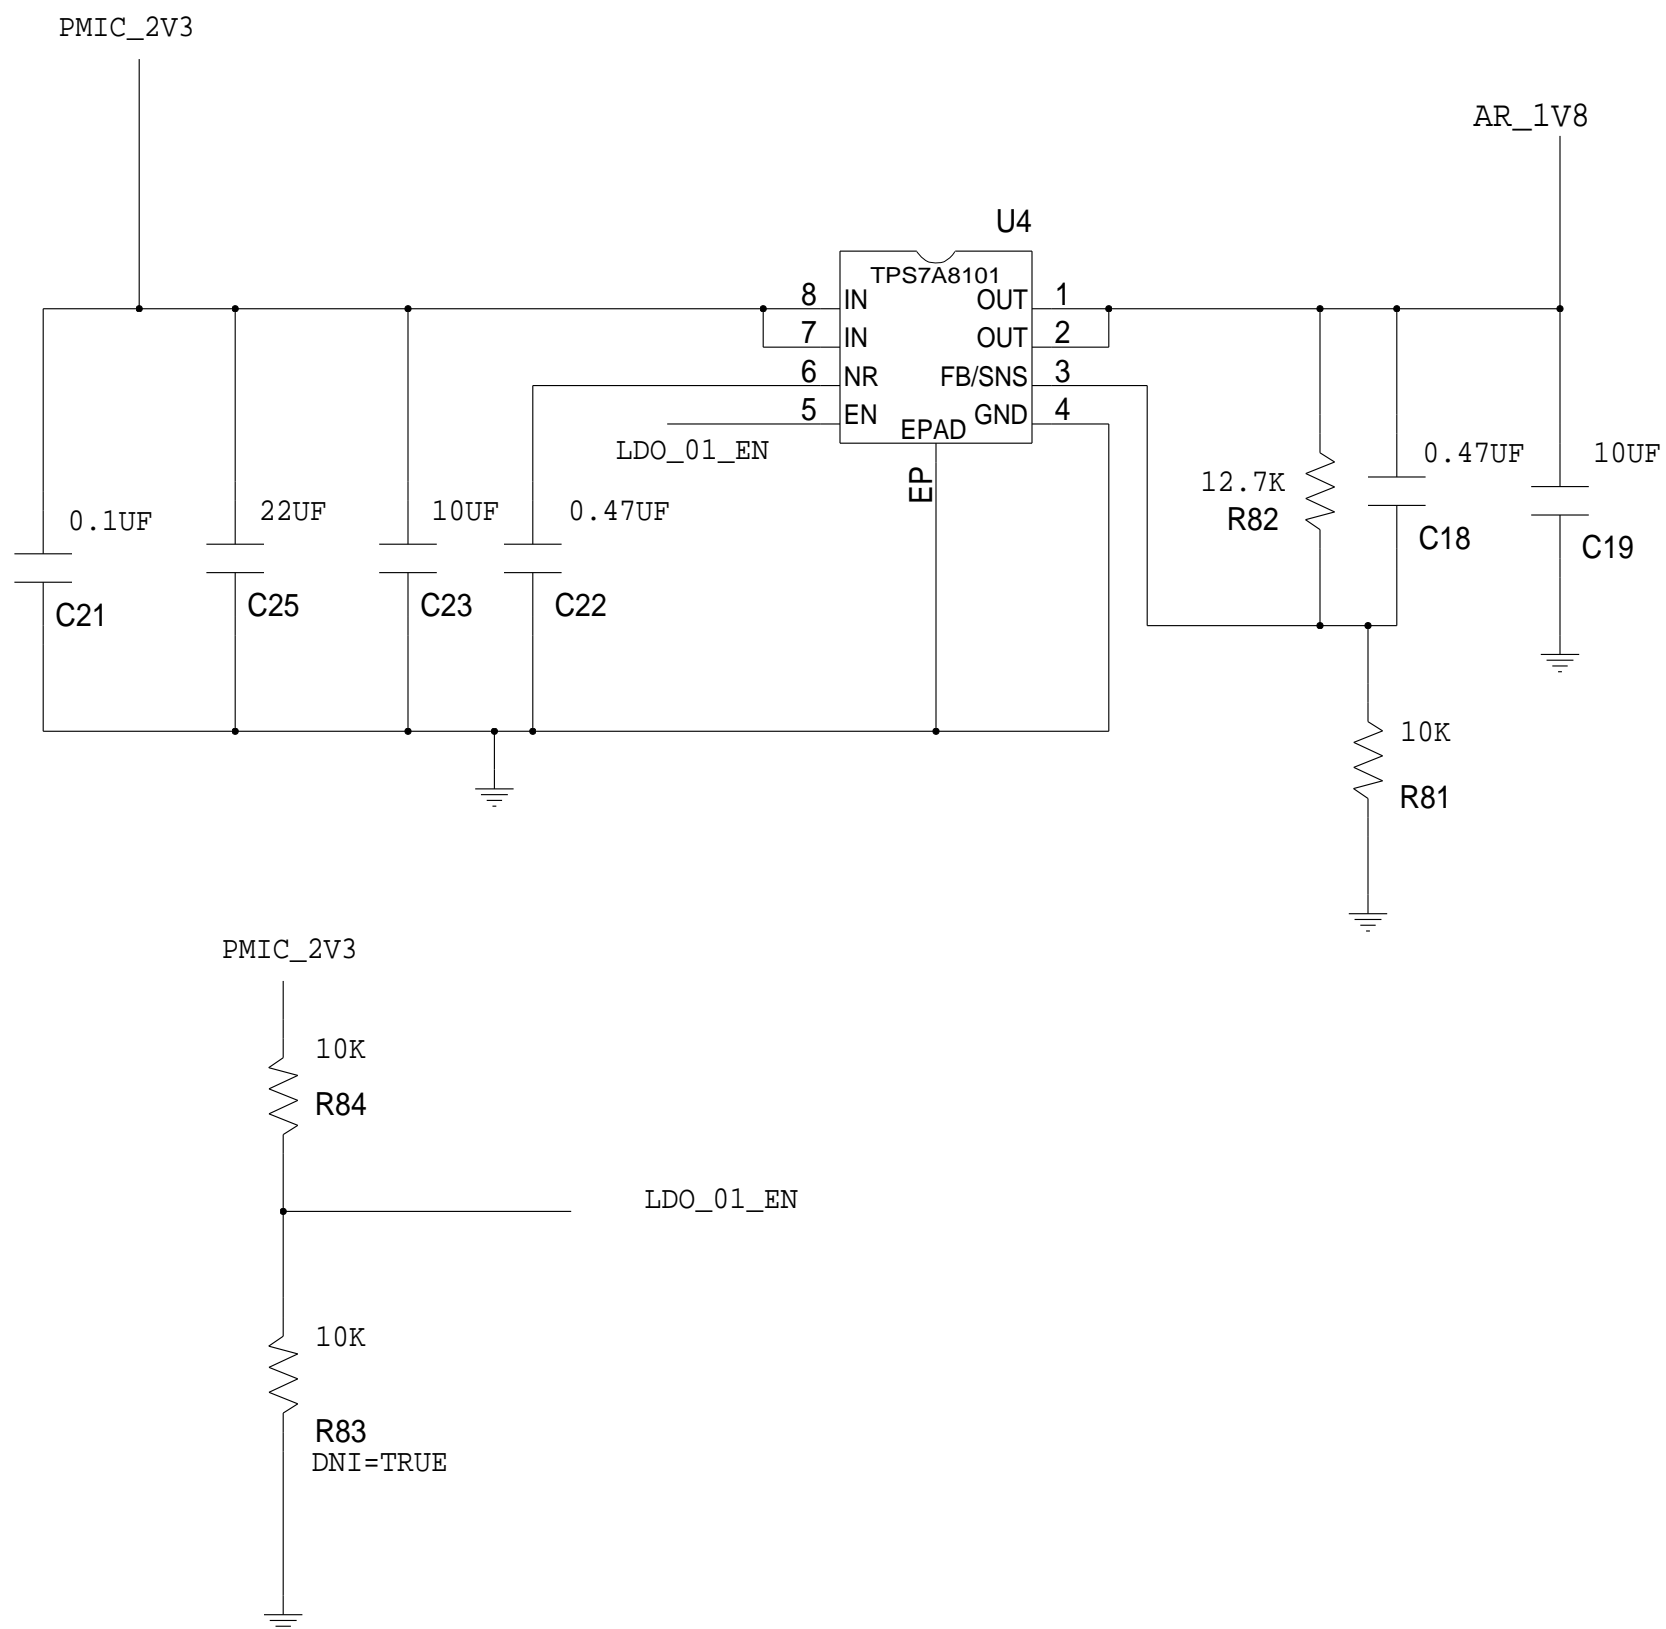 PMIC_2V3
AR_1V8
U4
TPS7A8101
8 IN OUT 1
7 IN OUT 2
6 NR FB/SNS 3
5 EN GND 4
EPAD
LDO_01_EN
EP
0.1UF
C21
22UF
C25
10UF
C23
0.47UF
C22
12.7K
R82
0.47UF
C18
10UF
C19
10K
R81
PMIC_2V3
10K
R84
LDO_01_EN
10K
R83
DNI=TRUE